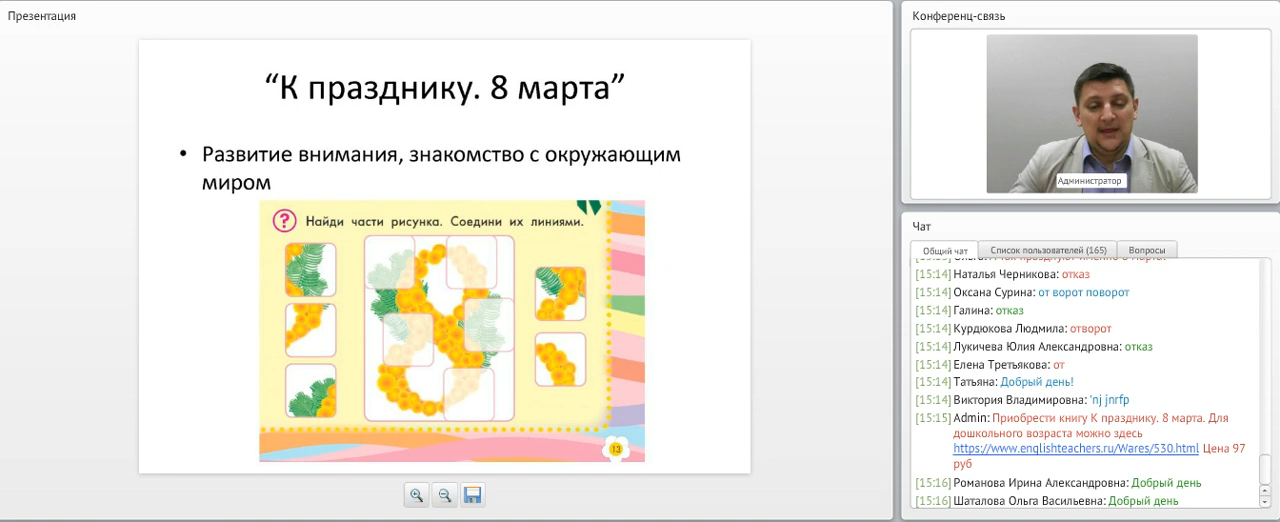 Презентация
“К празднику. 8 марта”
• Развитие внимания, знакомство с окружающим
миром
? Найди части рисунка. Соедини их линиями.
13
Конференц-связь
Администратор
Чат
Общий чат
Список пользователей (165)
Вопросы
[15:14] Наталья Черникова: отказ
[15:14] Оксана Сурина: от ворот поворот
[15:14] Галина: отказ
[15:14] Курдюкова Людмила: отворот
[15:14] Лукичева Юлия Александровна: отказ
[15:14] Елена Третьякова: от
[15:14] Татьяна: Добрый день!
[15:14] Виктория Владимировна: 'nj jnrfp
[15:15] Admin: Приобрести книгу К празднику. 8 марта. Для
дошкольного возраста можно здесь
https://www.englishteachers.ru/Wares/530.html Цена 97
руб
[15:16] Романова Ирина Александровна: Добрый день
[15:16] Шаталова Ольга Васильевна: Добрый день